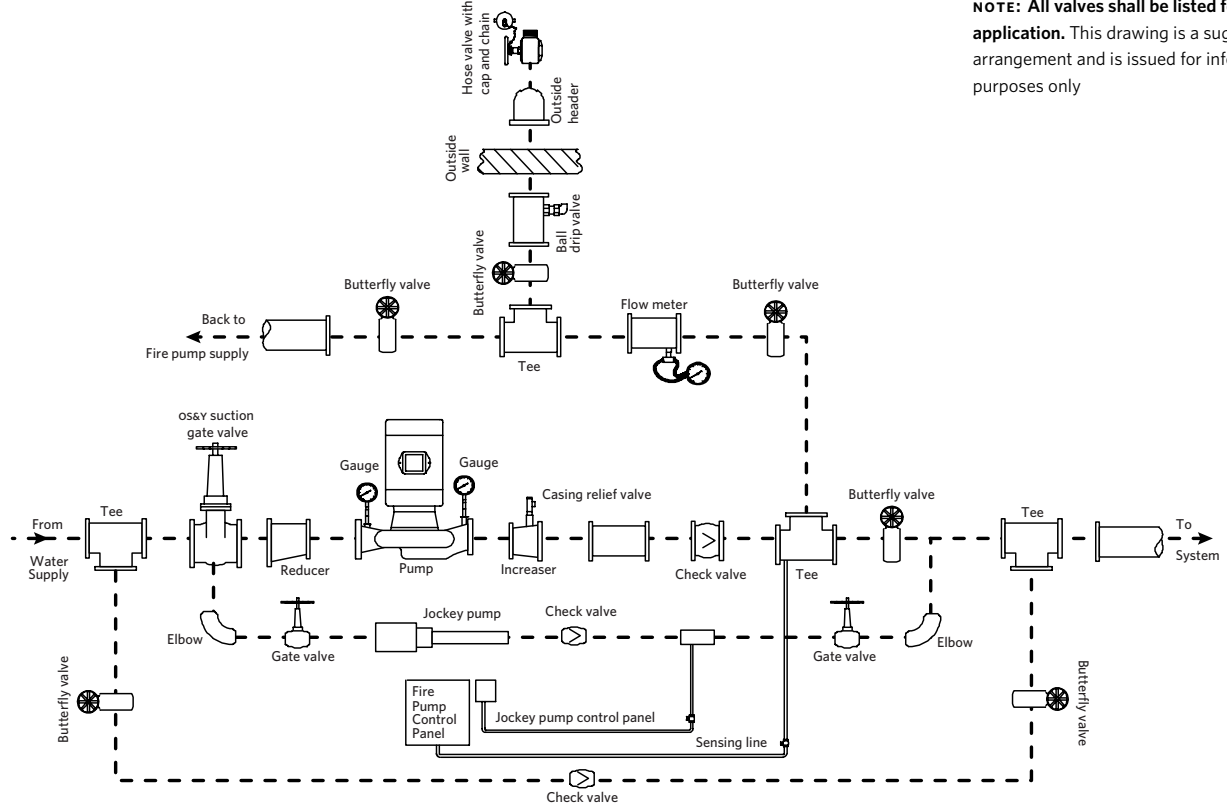 NOTE: All valves shall be listed f
application. This drawing is a sug
arrangement and is issued for inf
purposes only
Hose valve with
cap and chain
Outside
header
Outside
wall
Ball
drip valve
Butterfly valve
Butterfly valve
Flow meter
Butterfly valve
Back to
Fire pump supply
Tee
OS&Y suction
gate valve
Gauge
Gauge
Casing relief valve
Butterfly valve
Tee
Tee
From
Water
Supply
To
System
Reducer
Pump
Increaser
Check valve
Tee
Elbow
Gate valve
Jockey pump
Check valve
Gate valve
Elbow
Butterfly valve
Fire
Pump
Control
Panel
Jockey pump control panel
Sensing line
Butterfly valve
Check valve